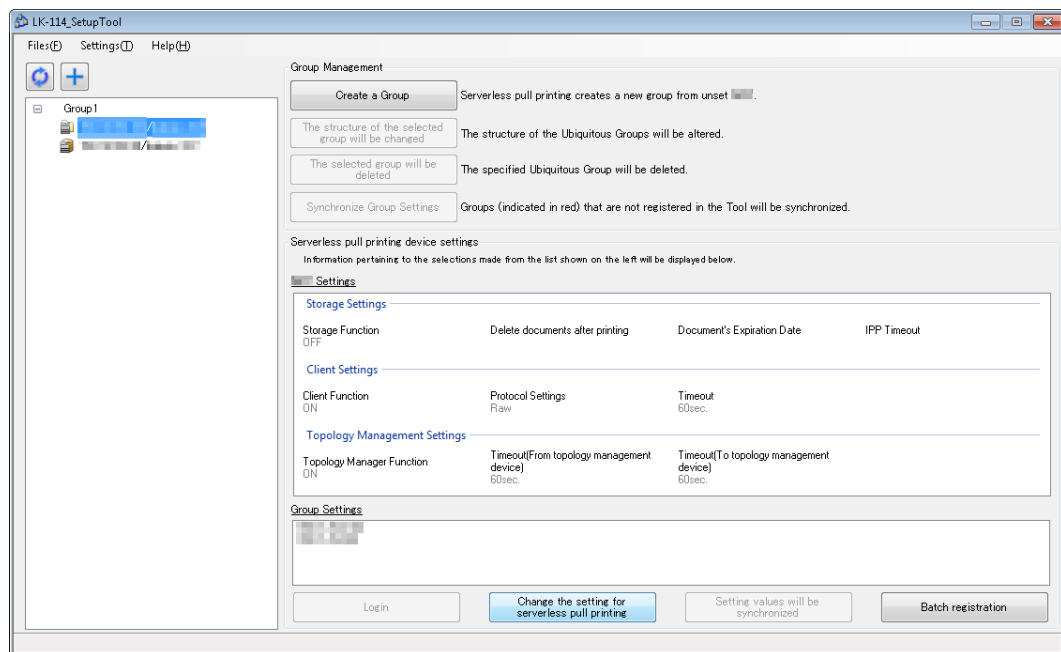 LK-114_SetupTool
Files(F) Settings(T) Help(H)
Group1
/
/
Group Management
Create a Group
Serverless pull printing creates a new group from unset .
The structure of the selected
group will be changed
The structure of the Ubiquitous Groups will be altered.
The selected group will be
deleted
The specified Ubiquitous Group will be deleted.
Synchronize Group Settings
Groups (indicated in red) that are not registered in the Tool will be synchronized.
Serverless pull printing device settings
Information pertaining to the selections made from the list shown on the left will be displayed below.
Settings
Storage Settings
Storage Function
OFF
Delete documents after printing
Document's Expiration Date
IPP Timeout
Client Settings
Client Function
ON
Protocol Settings
Raw
Timeout
60sec.
Topology Management Settings
Topology Manager Function
ON
Timeout(From topology management
device)
60sec.
Timeout(To topology management
device)
60sec.
Group Settings
Login
Change the setting for
serverless pull printing
Setting values will be
synchronized
Batch registration